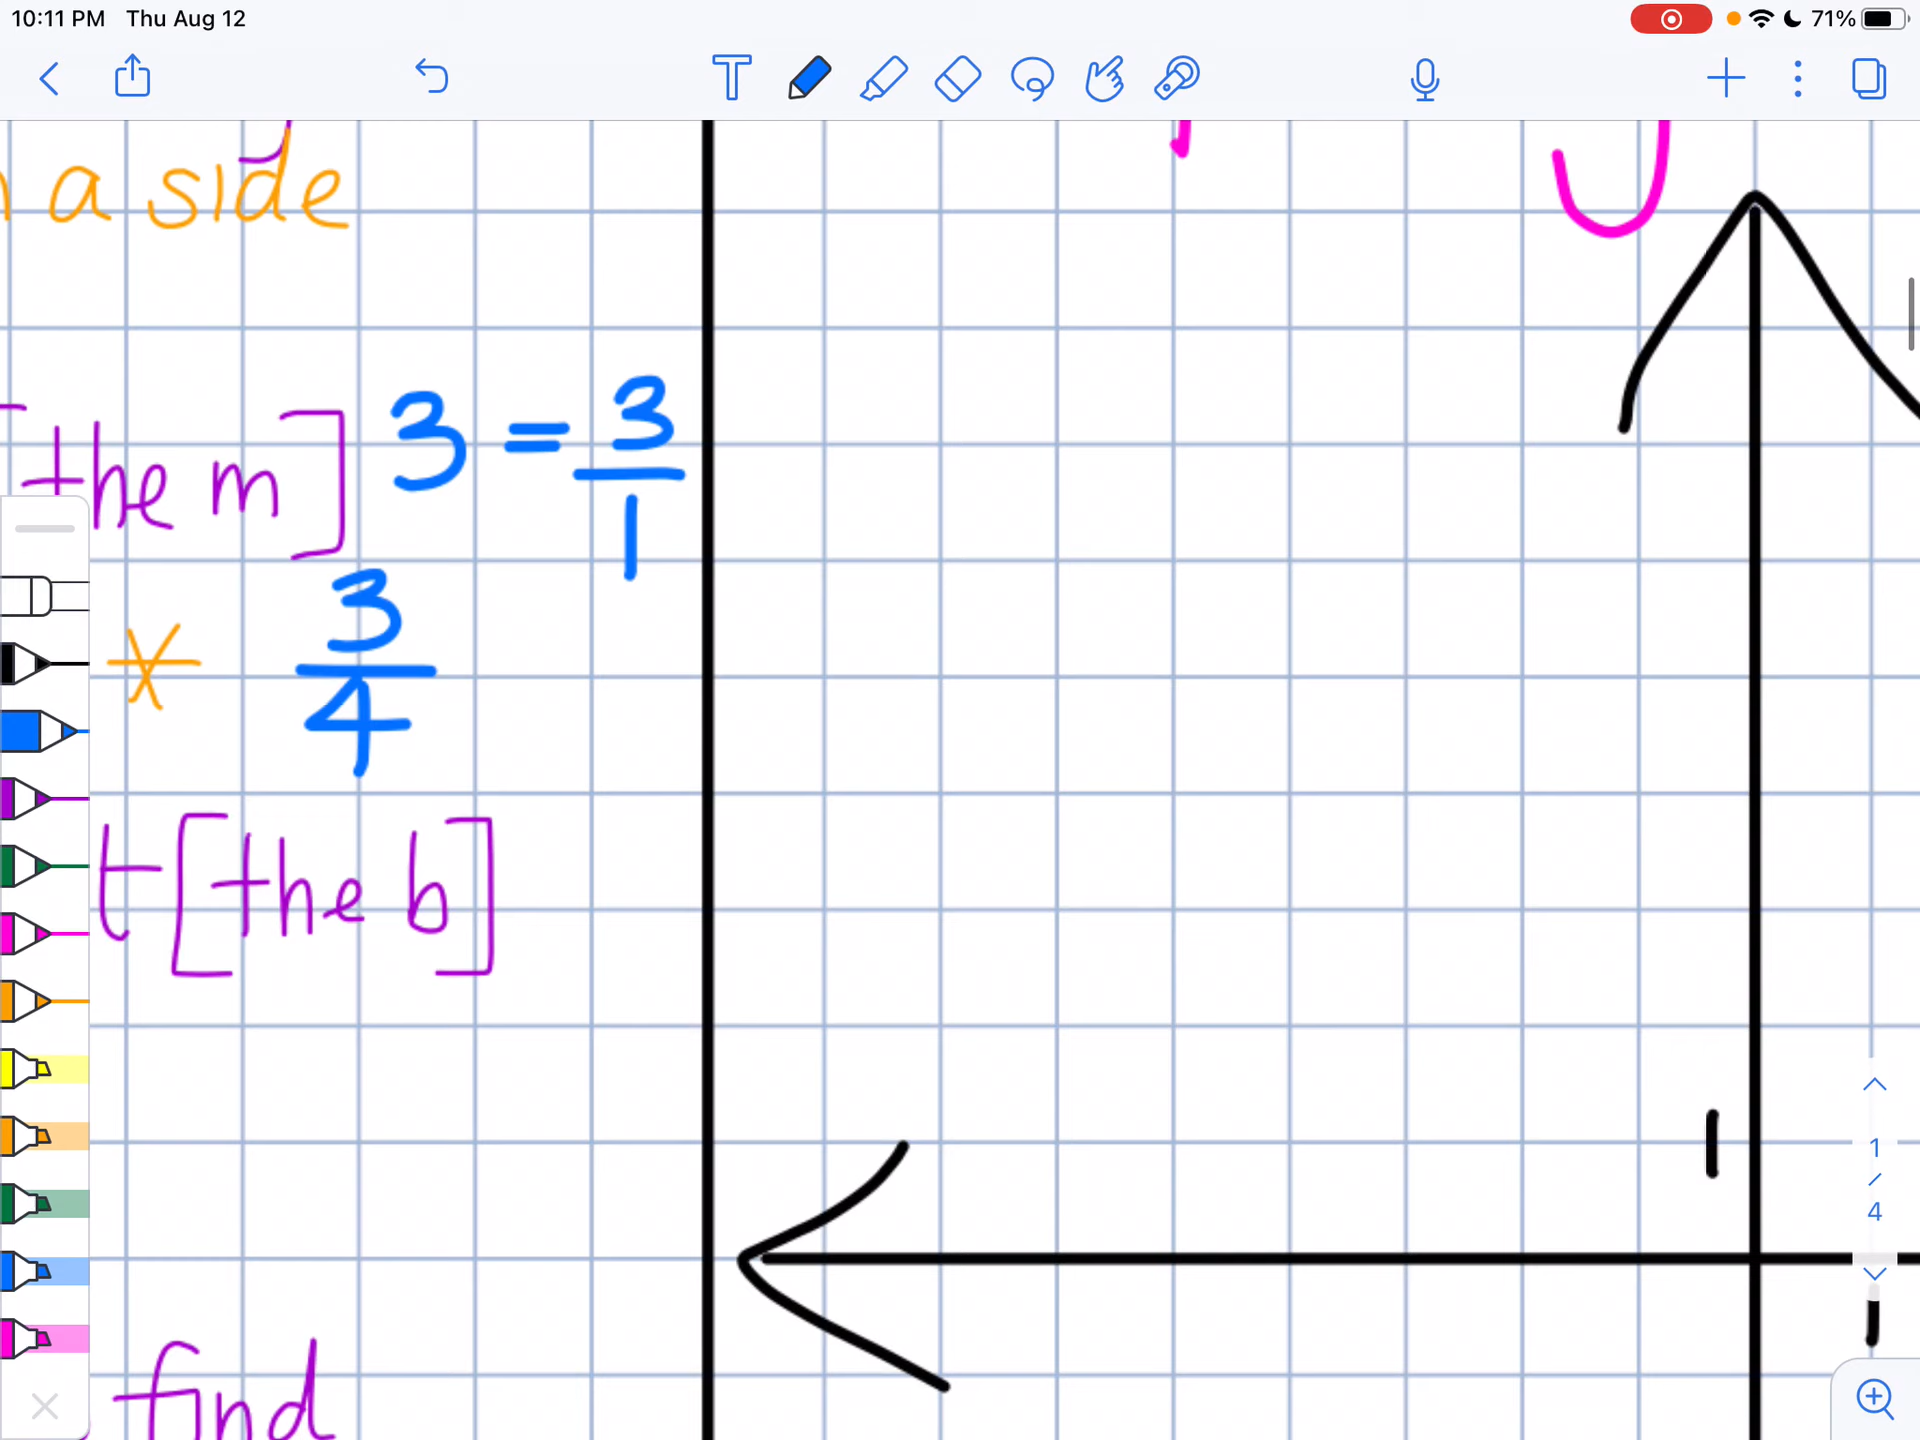 10:11 PM Thu Aug 12
71%
a side
the m] 3 = 3/1
* 3/4
t [the b]
1
1
/
4
1
find